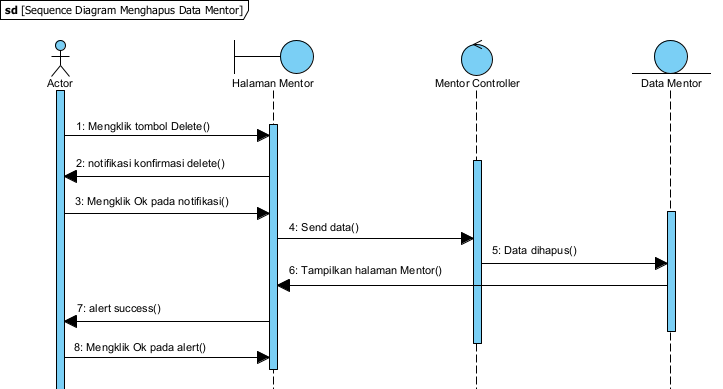 sd [Sequence Diagram Menghapus Data Mentor]
Actor
Halaman Mentor
Mentor Controller
Data Mentor
1: Mengklik tombol Delete()
2: notifikasi konfirmasi delete()
3: Mengklik Ok pada notifikasi()
4: Send data()
5: Data dihapus()
6: Tampilkan halaman Mentor()
7: alert success()
8: Mengklik Ok pada alert()